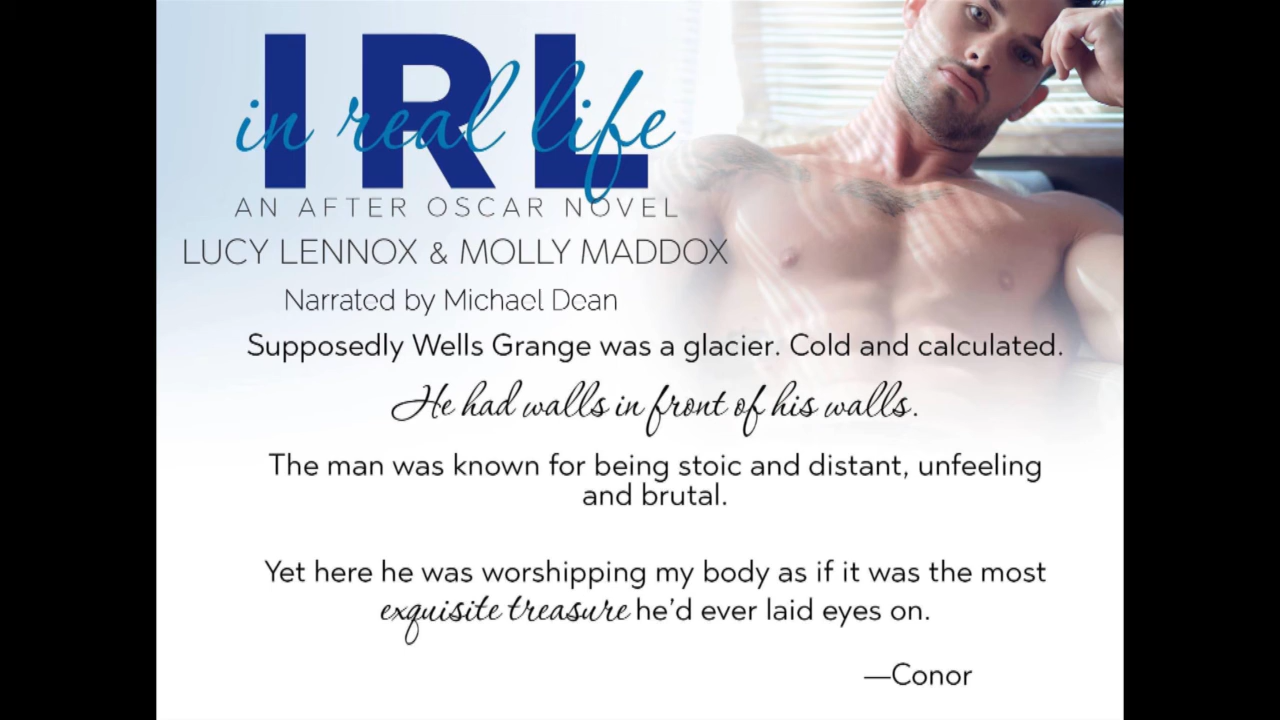 IRL
in real life
AN AFTER OSCAR NOVEL
LUCY LENNOX & MOLLY MADDOX
Narrated by Michael Dean
Supposedly Wells Grange was a glacier. Cold and calculated.
He had walls in front of his walls.
The man was known for being stoic and distant, unfeeling
and brutal.
Yet here he was worshipping my body as if it was the most
exquisite treasure he'd ever laid eyes on.
—Conor